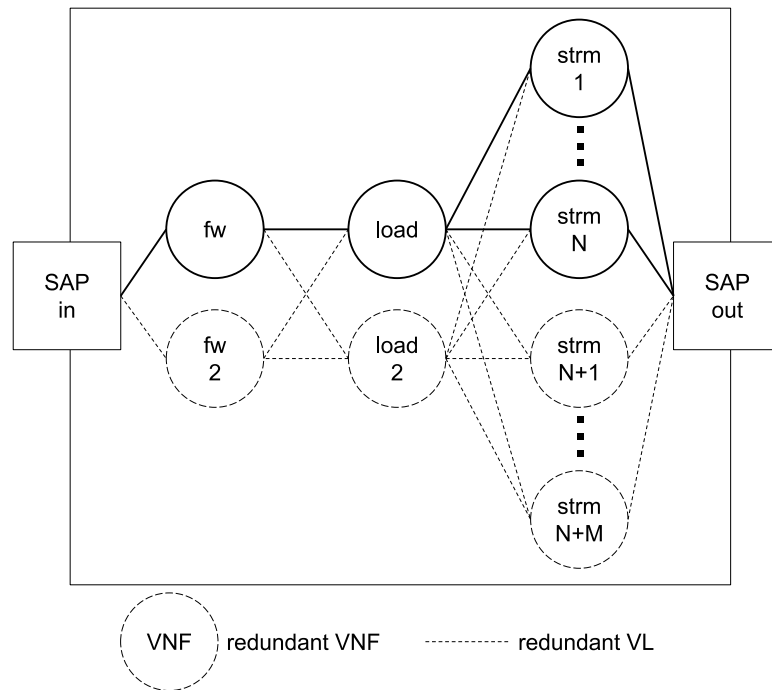 strm
1
fw
load
strm
N
SAP
in
SAP
out
fw
2
load
2
strm
N+1
strm
N+M
VNF
redundant VNF
redundant VL